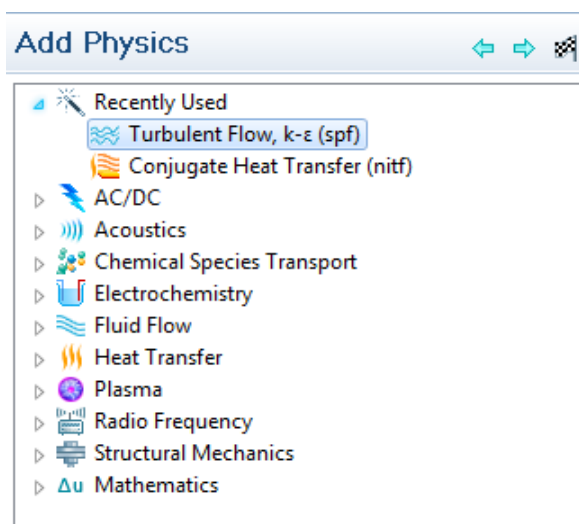 Add Physics
Recently Used
Turbulent Flow, k-ε (spf)
Conjugate Heat Transfer (nitf)
AC/DC
Acoustics
Chemical Species Transport
Electrochemistry
Fluid Flow
Heat Transfer
Plasma
Radio Frequency
Structural Mechanics
Δu Mathematics